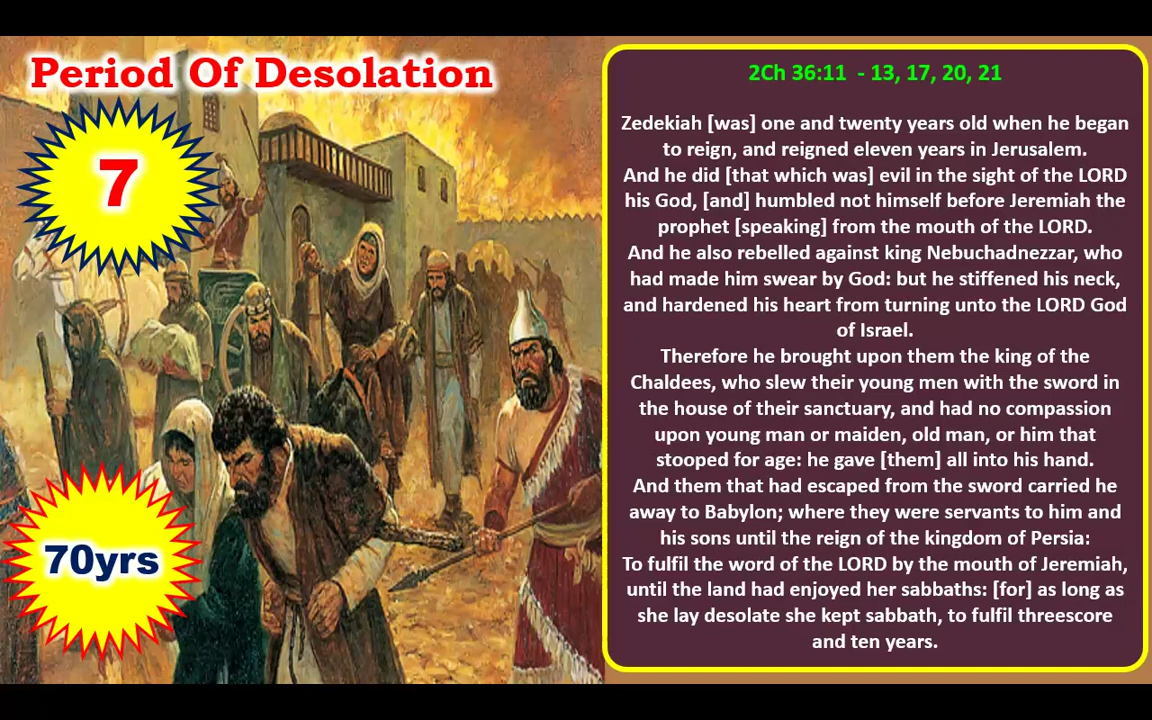 Period Of Desolation
7
70yrs
2Ch 36:11  - 13, 17, 20, 21
Zedekiah [was] one and twenty years old when he began
to reign, and reigned eleven years in Jerusalem.
And he did [that which was] evil in the sight of the LORD
his God, [and] humbled not himself before Jeremiah the
prophet [speaking] from the mouth of the LORD.
And he also rebelled against king Nebuchadnezzar, who
had made him swear by God: but he stiffened his neck,
and hardened his heart from turning unto the LORD God
of Israel.
Therefore he brought upon them the king of the
Chaldees, who slew their young men with the sword in
the house of their sanctuary, and had no compassion
upon young man or maiden, old man, or him that
stooped for age: he gave [them] all into his hand.
And them that had escaped from the sword carried he
away to Babylon; where they were servants to him and
his sons until the reign of the kingdom of Persia:
To fulfil the word of the LORD by the mouth of Jeremiah,
until the land had enjoyed her sabbaths: [for] as long as
she lay desolate she kept sabbath, to fulfil threescore
and ten years.